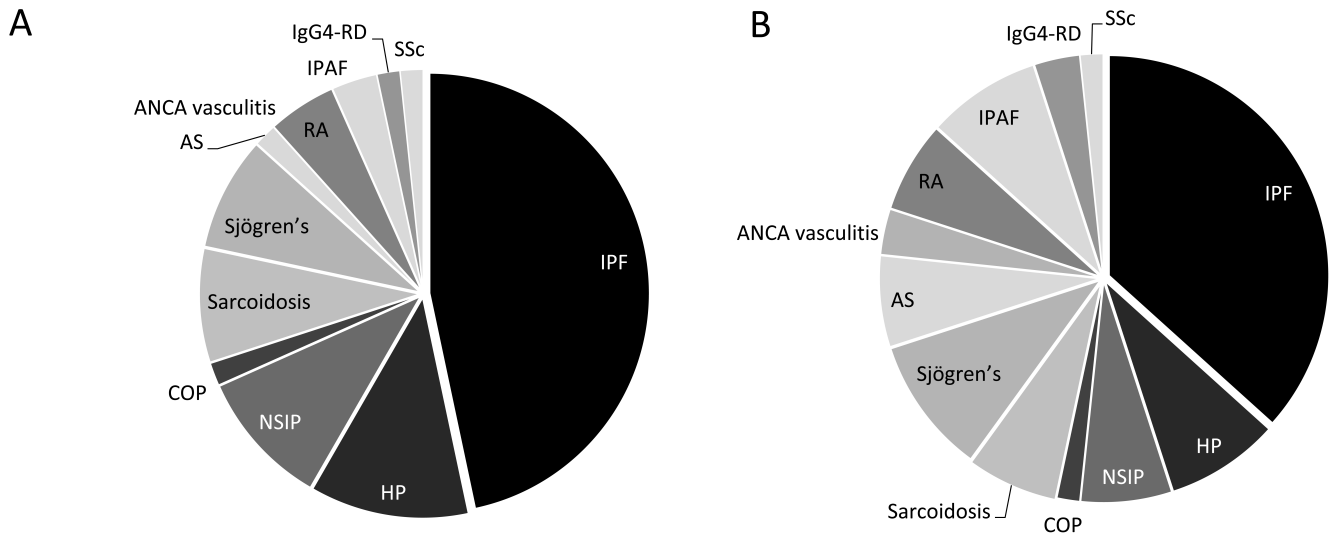 A
IgG4-RD
SSc
IPAF
ANCA vasculitis
RA
AS
Sjögren’s
IPF
Sarcoidosis
COP
NSIP
HP
B
SSc
IgG4-RD
IPAF
RA
IPF
ANCA vasculitis
AS
Sjögren’s
HP
NSIP
Sarcoidosis
COP